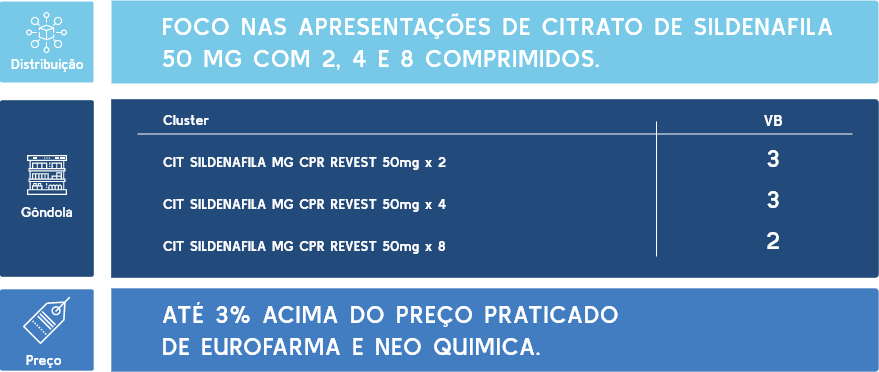 Distribuição
FOCO NAS APRESENTAÇÕES DE CITRATO DE SILDENAFILA
50 MG COM 2, 4 E 8 COMPRIMIDOS.
Gôndola
Cluster VB
CIT SILDENAFILA MG CPR REVEST 50mg x 2 3
CIT SILDENAFILA MG CPR REVEST 50mg x 4 3
CIT SILDENAFILA MG CPR REVEST 50mg x 8 2
Preço
ATÉ 3% ACIMA DO PREÇO PRATICADO
DE EUROFARMA E NEO QUIMICA.